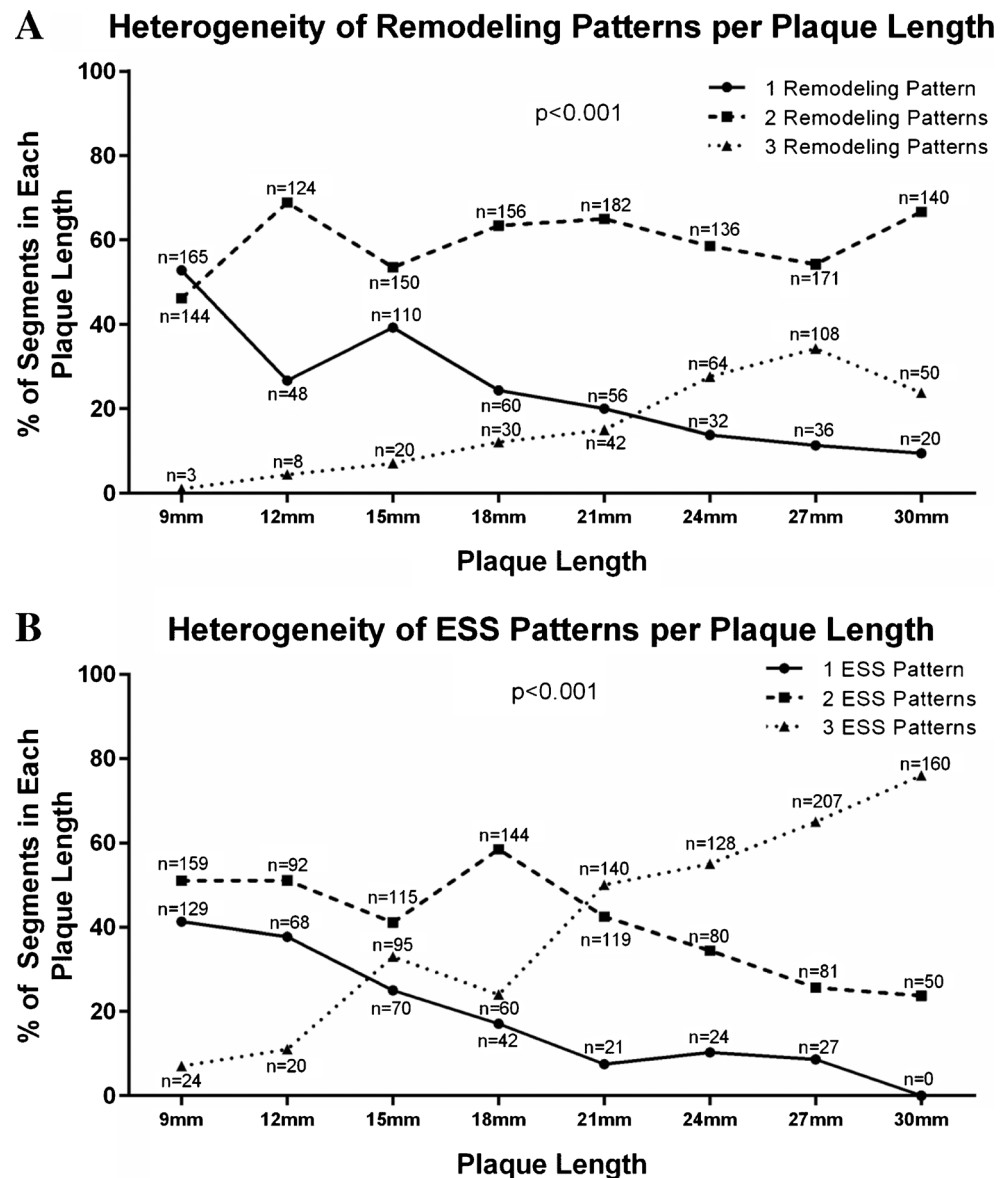 A Heterogeneity of Remodeling Patterns per Plaque Length
% of Segments in Each
Plaque Length
100
80
60
40
20
0
p<0.001
1 Remodeling Pattern
2 Remodeling Patterns
3 Remodeling Patterns
n=165
n=144
n=3
n=124
n=48
n=8
n=150
n=110
n=20
n=156
n=60
n=30
n=182
n=56
n=42
n=136
n=64
n=32
n=171
n=108
n=36
n=140
n=50
n=20
9mm 12mm 15mm 18mm 21mm 24mm 27mm 30mm
Plaque Length
B Heterogeneity of ESS Patterns per Plaque Length
% of Segments in Each
Plaque Length
100
80
60
40
20
0
p<0.001
1 ESS Pattern
2 ESS Patterns
3 ESS Patterns
n=159
n=129
n=24
n=92
n=68
n=20
n=115
n=95
n=70
n=144
n=60
n=42
n=140
n=119
n=21
n=128
n=80
n=24
n=207
n=81
n=27
n=160
n=50
n=0
9mm 12mm 15mm 18mm 21mm 24mm 27mm 30mm
Plaque Length